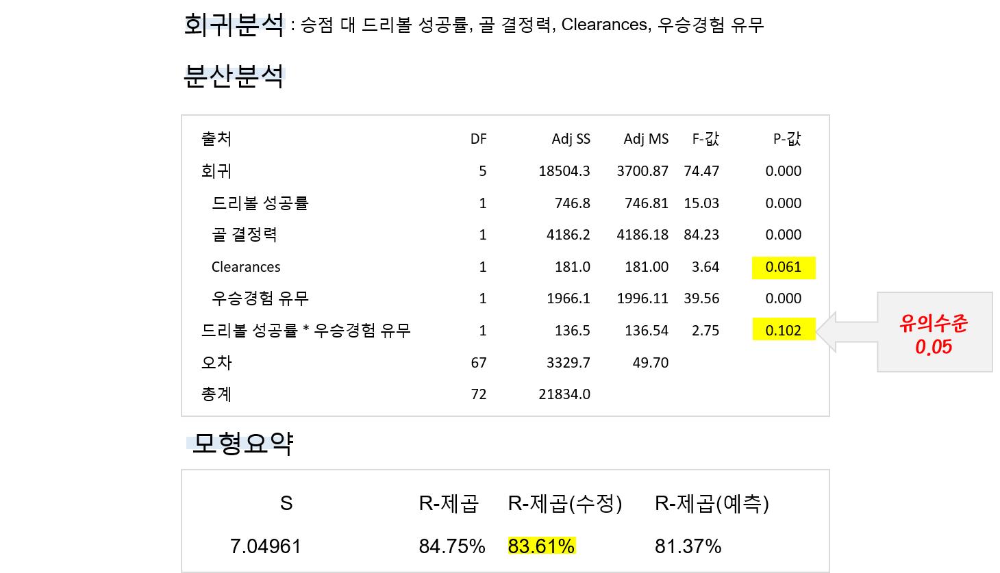 회귀분석 : 승점 대 드리볼 성공률, 골 결정력, Clearances, 우승경험 유무
분산분석
출처 DF Adj SS Adj MS F-값 P-값
회귀 5 18504.3 3700.87 74.47 0.000
드리볼 성공률 1 746.8 746.81 15.03 0.000
골 결정력 1 4186.2 4186.18 84.23 0.000
Clearances 1 181.0 181.00 3.64 0.061
우승경험 유무 1 1966.1 1996.11 39.56 0.000
드리볼 성공률 * 우승경험 유무 1 136.5 136.54 2.75 0.102
유의수준
0.05
오차 67 3329.7 49.70
총계 72 21834.0
모형요약
S R-제곱 R-제곱(수정) R-제곱(예측)
7.04961 84.75% 83.61% 81.37%